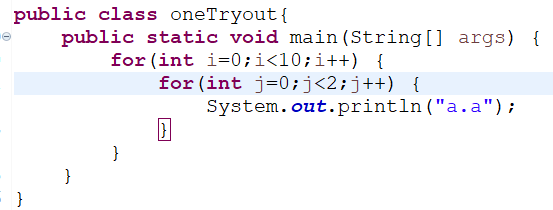 public class oneTryout{
public static void main(String[] args) {
for(int i=0;i<10;i++) {
for(int j=0;j<2;j++) {
System.out.println("a.a");
}
}
}
}